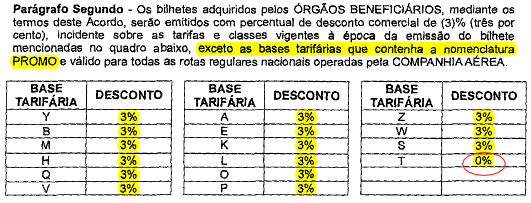 Parágrafo Segundo - Os bilhetes adquiridos pelos ÓRGÃOS BENEFICIÁRIOS, mediante os
termos deste Acordo, serão emitidos com percentual de desconto comercial de (3)% (três por
cento), incidente sobre as tarifas e classes vigentes à época da emissão do bilhete
mencionadas no quadro abaixo, exceto as bases tarifárias que contenha a nomenclatura
PROMO e válido para todas as rotas regulares nacionais operadas pela COMPANHIA AÉREA.
BASE TARIFÁRIA DESCONTO
Y 3%
B 3%
M 3%
H 3%
Q 3%
V 3%
BASE TARIFÁRIA DESCONTO
A 3%
E 3%
K 3%
L 3%
O 3%
P 3%
BASE TARIFÁRIA DESCONTO
Z 3%
W 3%
S 3%
T 0%